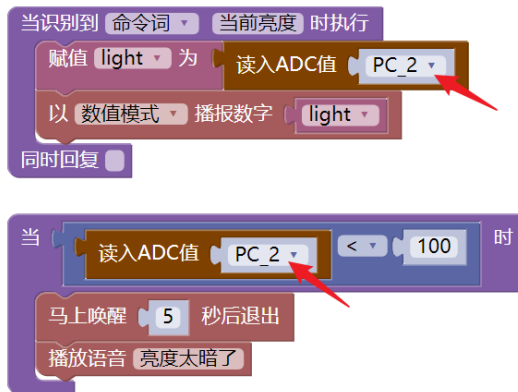 当识别到 命令词 当前亮度 时执行
赋值 light 为 读入ADC值 PC_2
以 数值模式 播报数字 light
同时回复
当 读入ADC值 PC_2 < 100 时
马上唤醒 5 秒后退出
播放语音 亮度太暗了